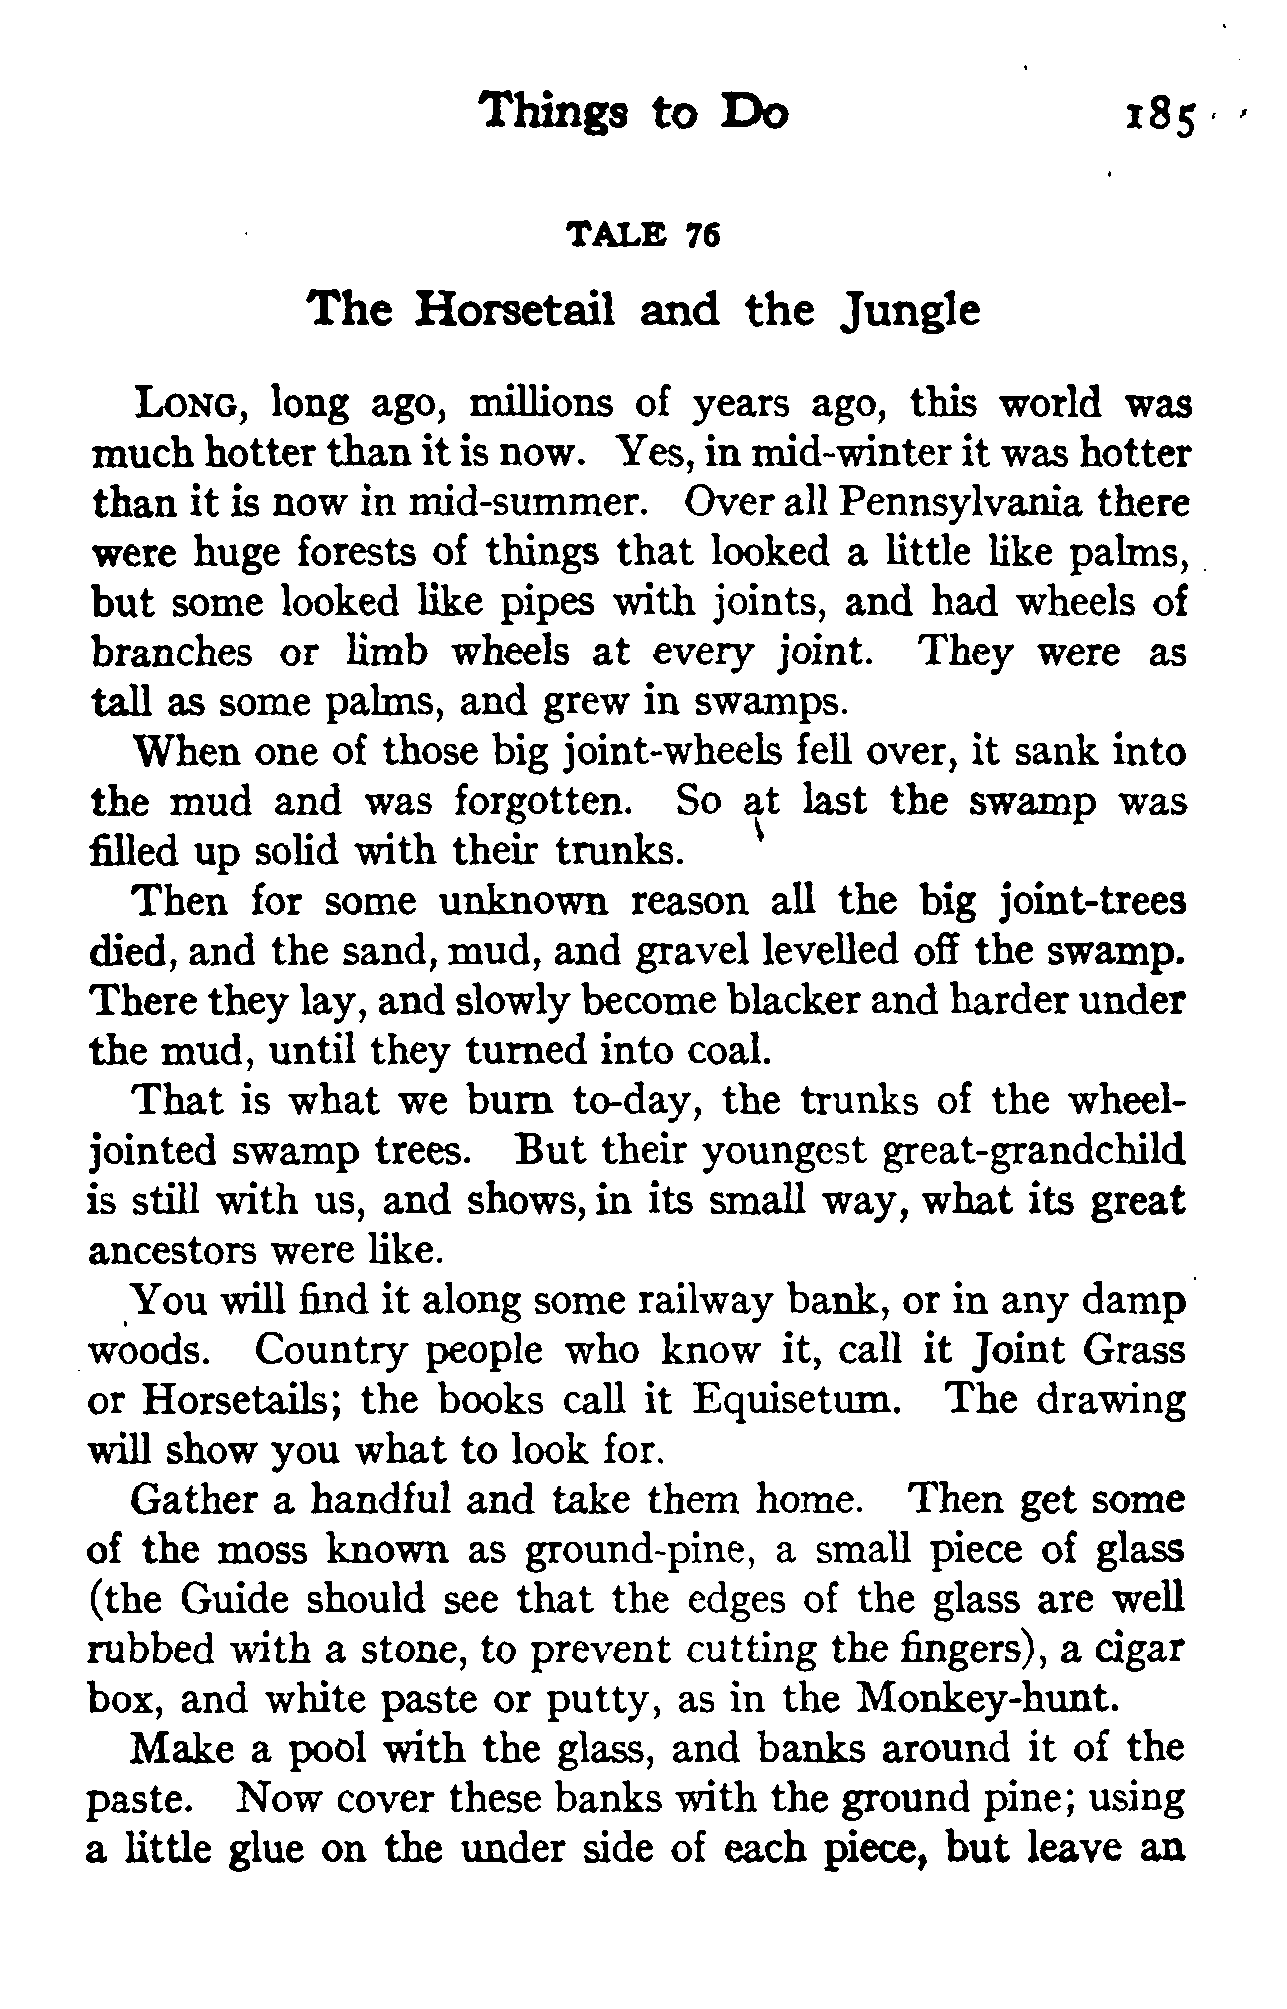 Things to Do 185
TALE 76
The Horsetail and the Jungle
LONG, long ago, millions of years ago, this world was
much hotter than it is now. Yes, in mid-winter it was hotter
than it is now in mid-summer. Over all Pennsylvania there
were huge forests of things that looked a little like palms,
but some looked like pipes with joints, and had wheels of
branches or limb wheels at every joint. They were as
tall as some palms, and grew in swamps.
When one of those big joint-wheels fell over, it sank into
the mud and was forgotten. So at last the swamp was
filled up solid with their trunks.
Then for some unknown reason all the big joint-trees
died, and the sand, mud, and gravel levelled off the swamp.
There they lay, and slowly become blacker and harder under
the mud, until they turned into coal.
That is what we burn to-day, the trunks of the wheel-
jointed swamp trees. But their youngest great-grandchild
is still with us, and shows, in its small way, what its great
ancestors were like.
You will find it along some railway bank, or in any damp
woods. Country people who know it, call it Joint Grass
or Horsetails; the books call it Equisetum. The drawing
will show you what to look for.
Gather a handful and take them home. Then get some
of the moss known as ground-pine, a small piece of glass
(the Guide should see that the edges of the glass are well
rubbed with a stone, to prevent cutting the fingers), a cigar
box, and white paste or putty, as in the Monkey-hunt.
Make a pool with the glass, and banks around it of the
paste. Now cover these banks with the ground pine; using
a little glue on the under side of each piece, but leave an